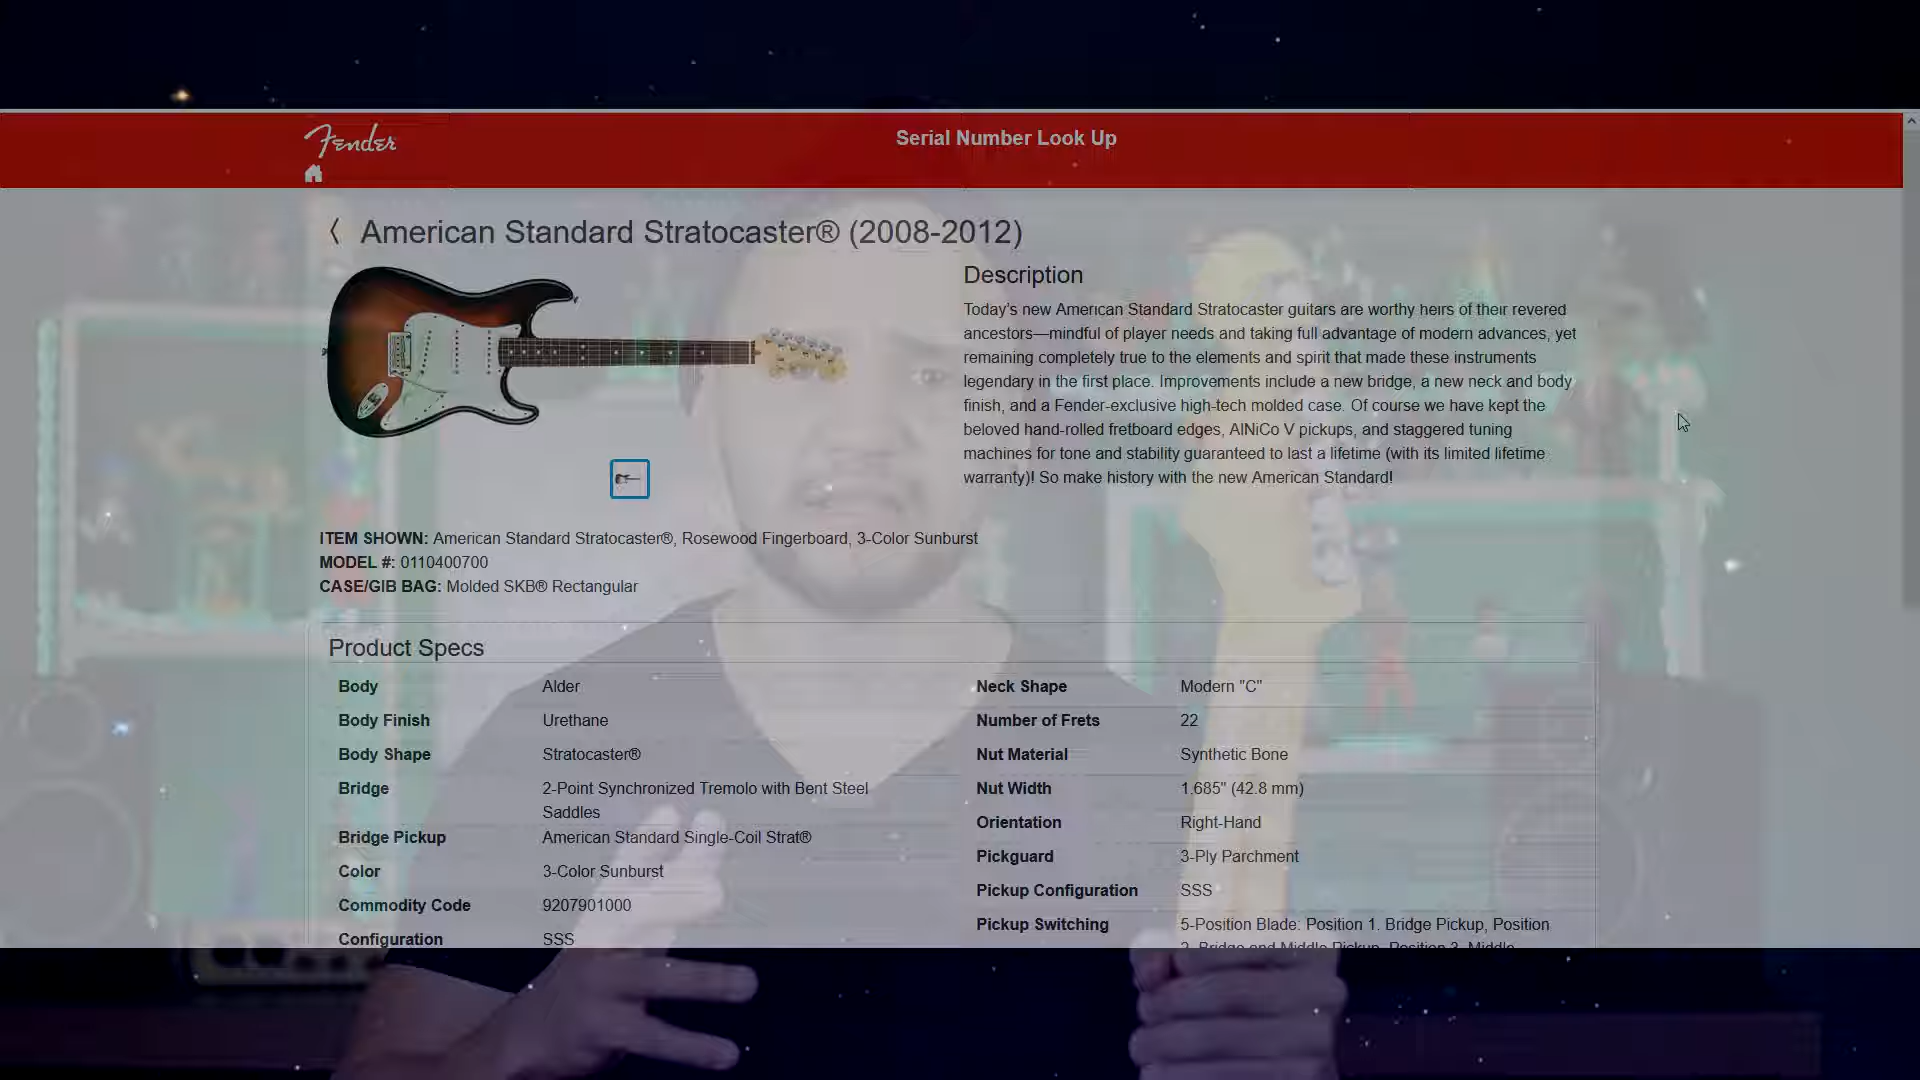 Fender
Serial Number Look Up
〈 American Standard Stratocaster® (2008-2012)
Description
Today's new American Standard Stratocaster guitars are worthy heirs of their revered
ancestors—mindful of player needs and taking full advantage of modern advances, yet
remaining completely true to the elements and spirit that made these instruments
legendary in the first place. Improvements include a new bridge, a new neck and body
finish, and a Fender-exclusive high-tech molded case. Of course we have kept the
beloved hand-rolled fretboard edges, AlNiCo V pickups, and staggered tuning
machines for tone and stability guaranteed to last a lifetime (with its limited lifetime
warranty)! So make history with the new American Standard!
ITEM SHOWN: American Standard Stratocaster®, Rosewood Fingerboard, 3-Color Sunburst
MODEL #: 0110400700
CASE/GIB BAG: Molded SKB® Rectangular
Product Specs
Body Alder
Body Finish Urethane
Body Shape Stratocaster®
Bridge 2-Point Synchronized Tremolo with Bent Steel
Saddles
Bridge Pickup American Standard Single-Coil Strat®
Color 3-Color Sunburst
Commodity Code 9207901000
Configuration SSS
Neck Shape Modern "C"
Number of Frets 22
Nut Material Synthetic Bone
Nut Width 1.685" (42.8 mm)
Orientation Right-Hand
Pickguard 3-Ply Parchment
Pickup Configuration SSS
Pickup Switching 5-Position Blade: Position 1. Bridge Pickup, Position
2. Bridge and Middle Pickup, Position 3. Middle